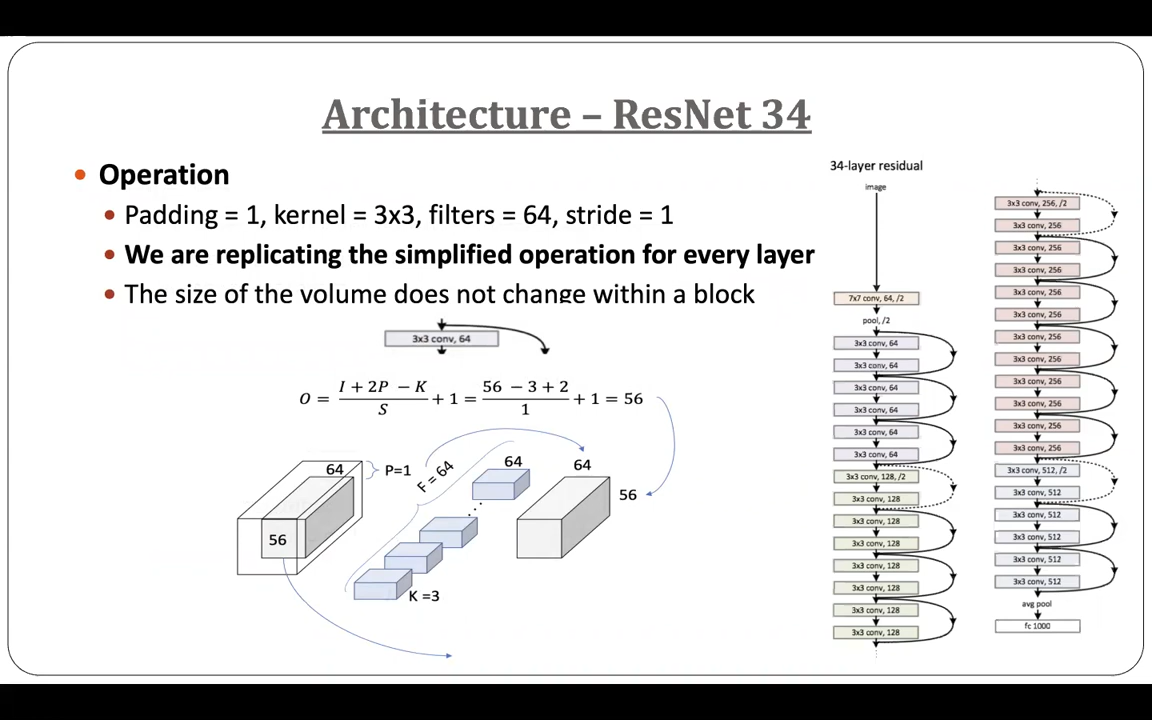 Architecture – ResNet 34
• Operation
• Padding = 1, kernel = 3x3, filters = 64, stride = 1
• We are replicating the simplified operation for every layer
• The size of the volume does not change within a block
3x3 conv, 64
O = (I + 2P − K)/S + 1 = (56 − 3 + 2)/1 + 1 = 56
64
P=1
F = 64
64
64
56
56
K =3
34-layer residual
image
7x7 conv, 64, /2
pool, /2
3x3 conv, 64
3x3 conv, 64
3x3 conv, 64
3x3 conv, 64
3x3 conv, 64
3x3 conv, 64
3x3 conv, 128, /2
3x3 conv, 128
3x3 conv, 128
3x3 conv, 128
3x3 conv, 128
3x3 conv, 128
3x3 conv, 128
3x3 conv, 128
3x3 conv, 256, /2
3x3 conv, 256
3x3 conv, 256
3x3 conv, 256
3x3 conv, 256
3x3 conv, 256
3x3 conv, 256
3x3 conv, 256
3x3 conv, 256
3x3 conv, 256
3x3 conv, 256
3x3 conv, 256
3x3 conv, 512, /2
3x3 conv, 512
3x3 conv, 512
3x3 conv, 512
3x3 conv, 512
3x3 conv, 512
avg pool
fc 1000